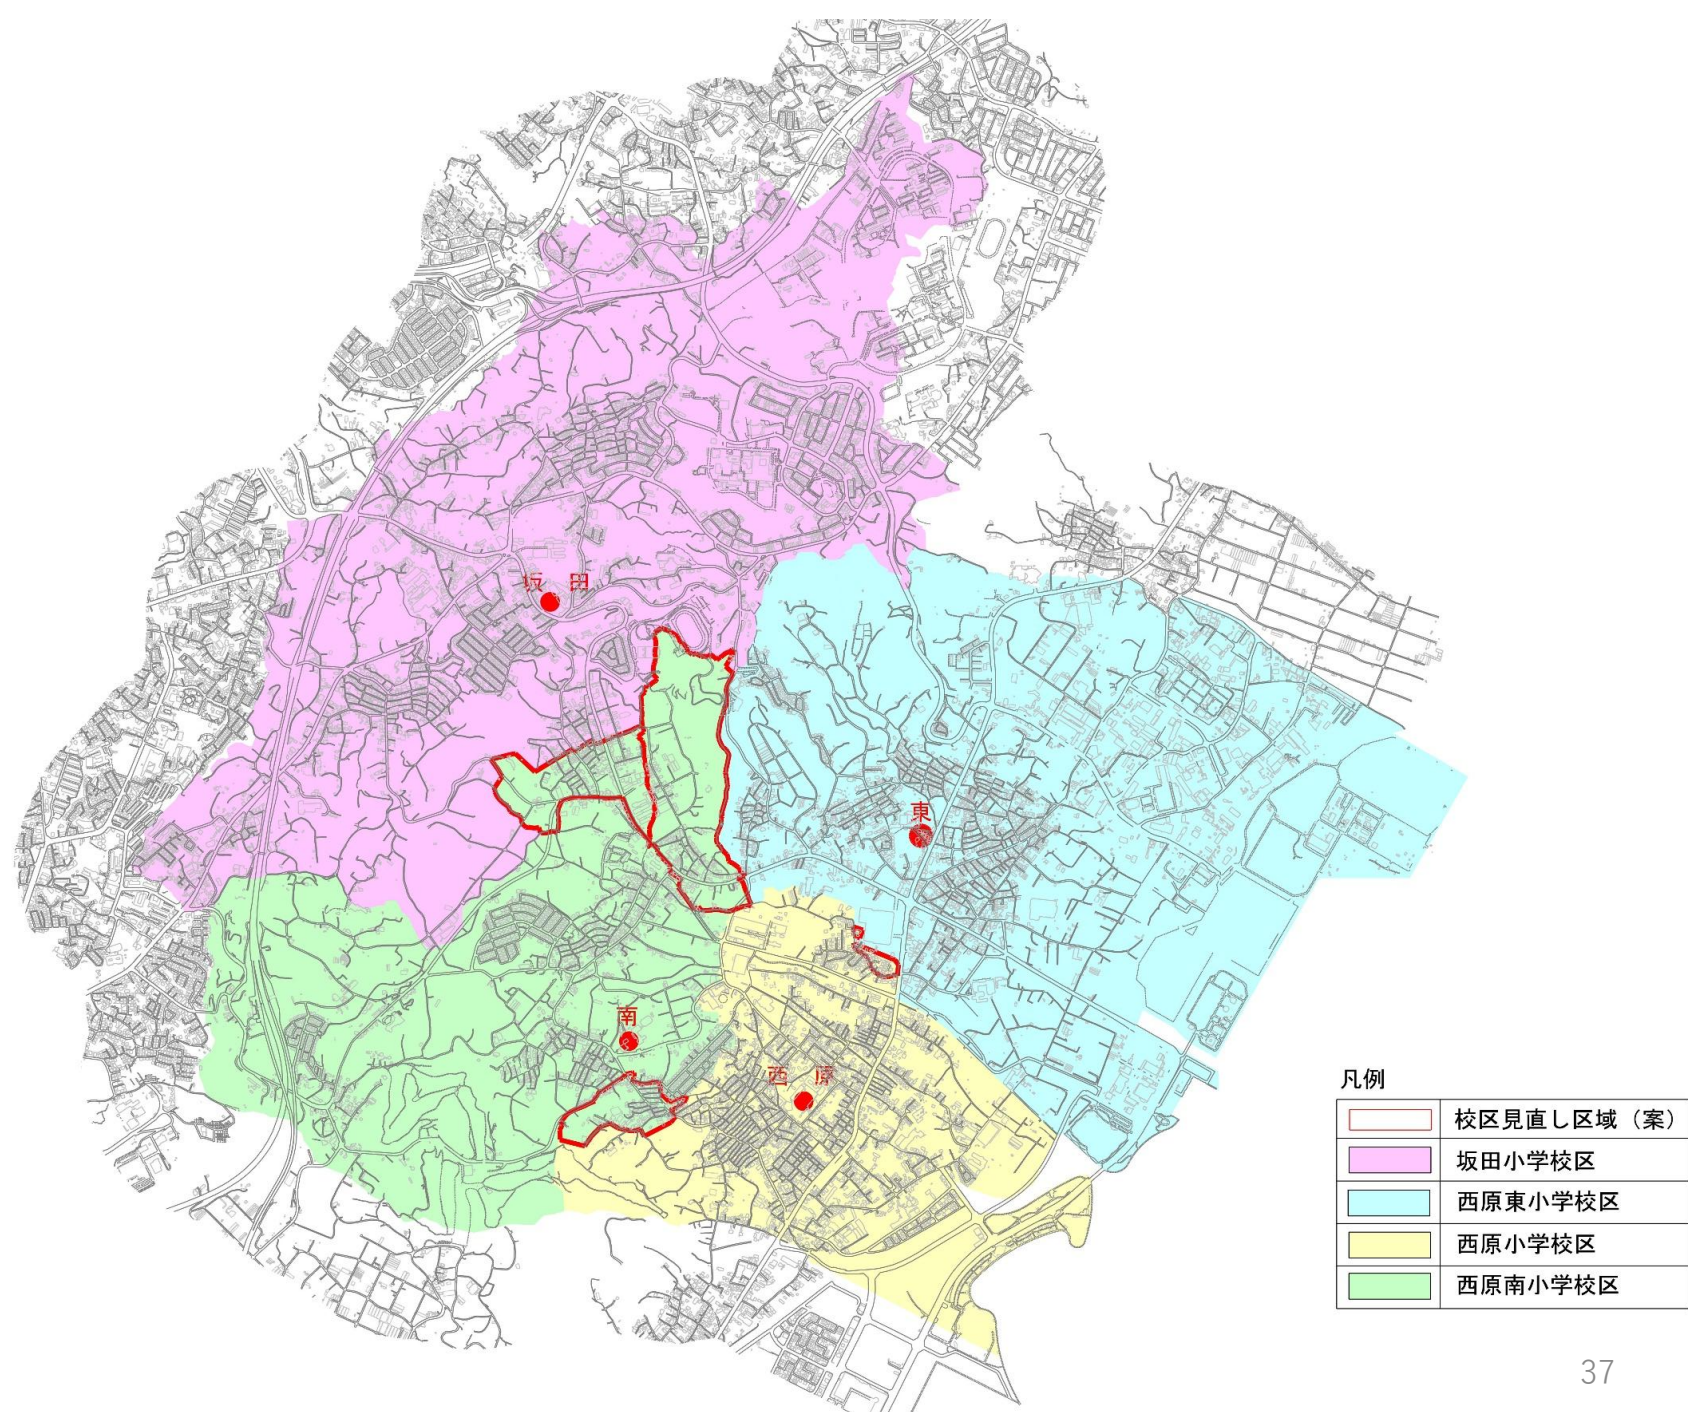 坂 田
東
南
西 原
凡例
校区見直し区域（案）
坂田小学校区
西原東小学校区
西原小学校区
西原南小学校区
37